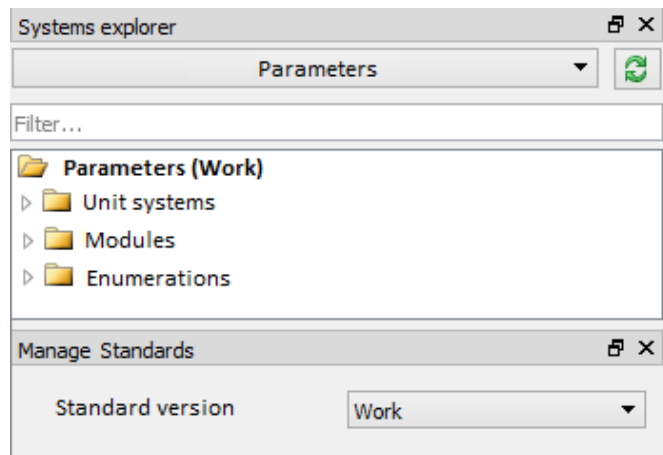 Systems explorer
Parameters
Filter...
Parameters (Work)
Unit systems
Modules
Enumerations
Manage Standards
Standard version Work